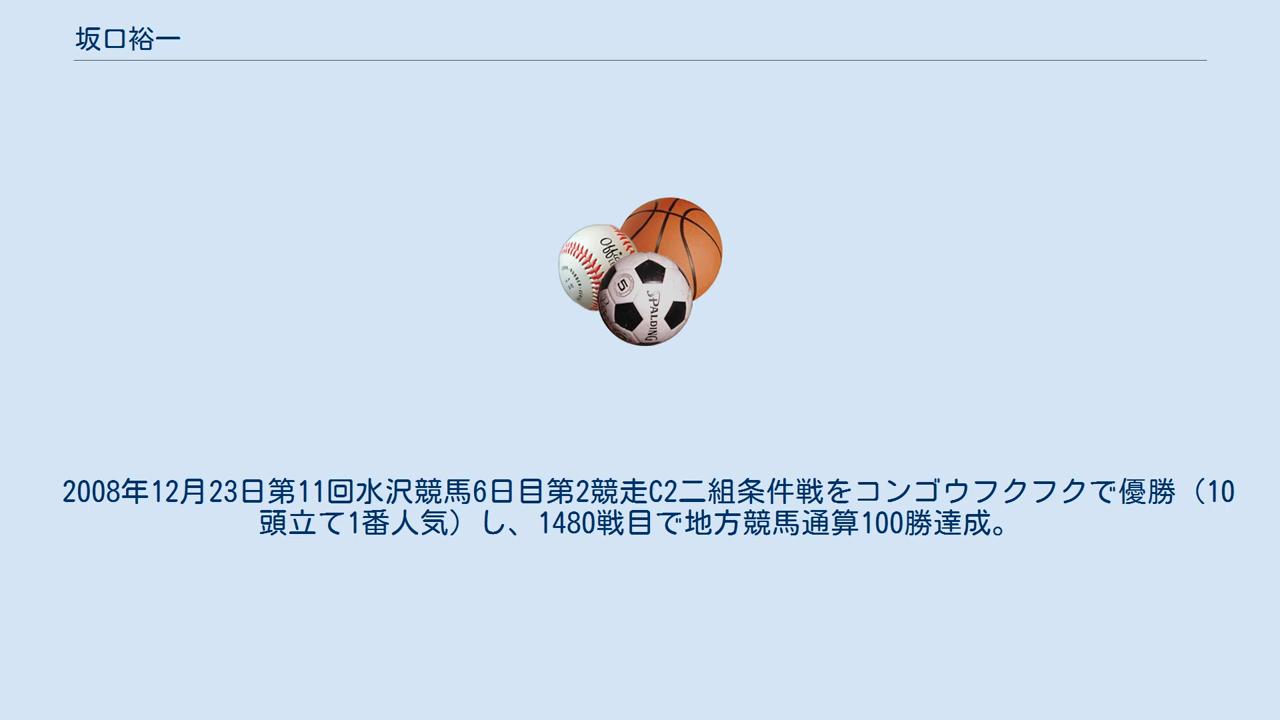 坂口裕一
Offic
5
SPALDING
2008年12月23日第11回水沢競馬6日目第2競走C2二組条件戦をコンゴウフクフクで優勝（10
頭立て1番人気）し、1480戦目で地方競馬通算100勝達成。